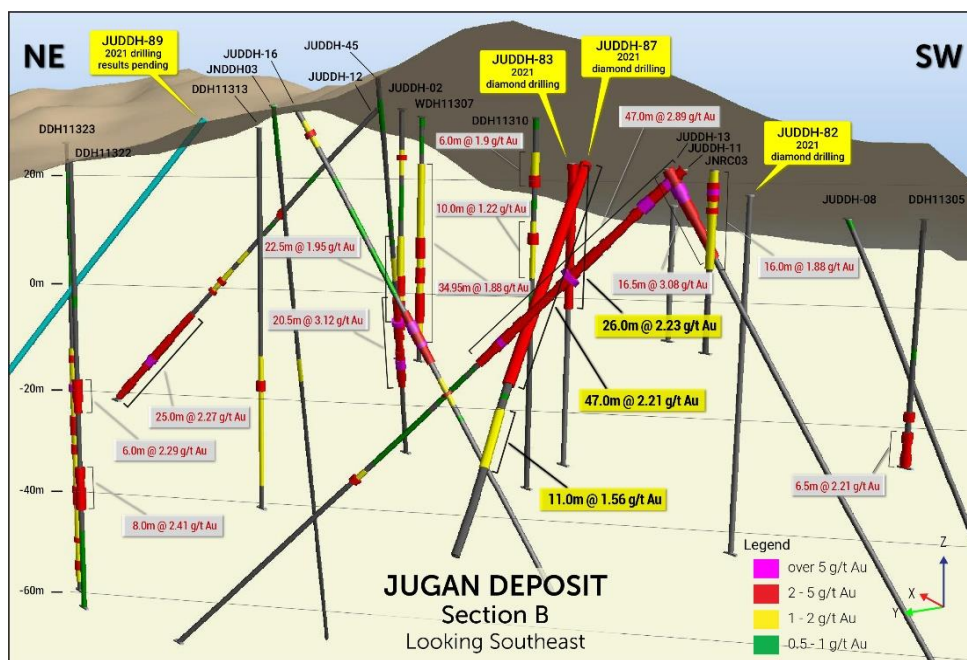 NE
SW
JUDDH-89
2021 drilling
results pending
JUDDH-16
JUDDH-45
JNDDH03
DDH11313
JUDDH-12
JUDDH-02
WDH11307
DDH11310
JUDDH-83
2021
diamond drilling
JUDDH-87
2021
diamond drilling
JUDDH-13
JUDDH-11
JNRC03
JUDDH-82
2021
diamond drilling
JUDDH-08
DDH11305
DDH11323
DDH11322
47.0m @ 2.89 g/t Au
6.0m @ 1.9 g/t Au
10.0m @ 1.22 g/t Au
22.5m @ 1.95 g/t Au
34.95m @ 1.88 g/t Au
16.5m @ 3.08 g/t Au
16.0m @ 1.88 g/t Au
20.5m @ 3.12 g/t Au
26.0m @ 2.23 g/t Au
47.0m @ 2.21 g/t Au
25.0m @ 2.27 g/t Au
6.0m @ 2.29 g/t Au
8.0m @ 2.41 g/t Au
11.0m @ 1.56 g/t Au
6.5m @ 2.21 g/t Au
20m
0m
-20m
-40m
-60m
JUGAN DEPOSIT
Section B
Looking Southeast
Legend
over 5 g/t Au
2 - 5 g/t Au
1 - 2 g/t Au
0.5 - 1 g/t Au
Z
X
Y